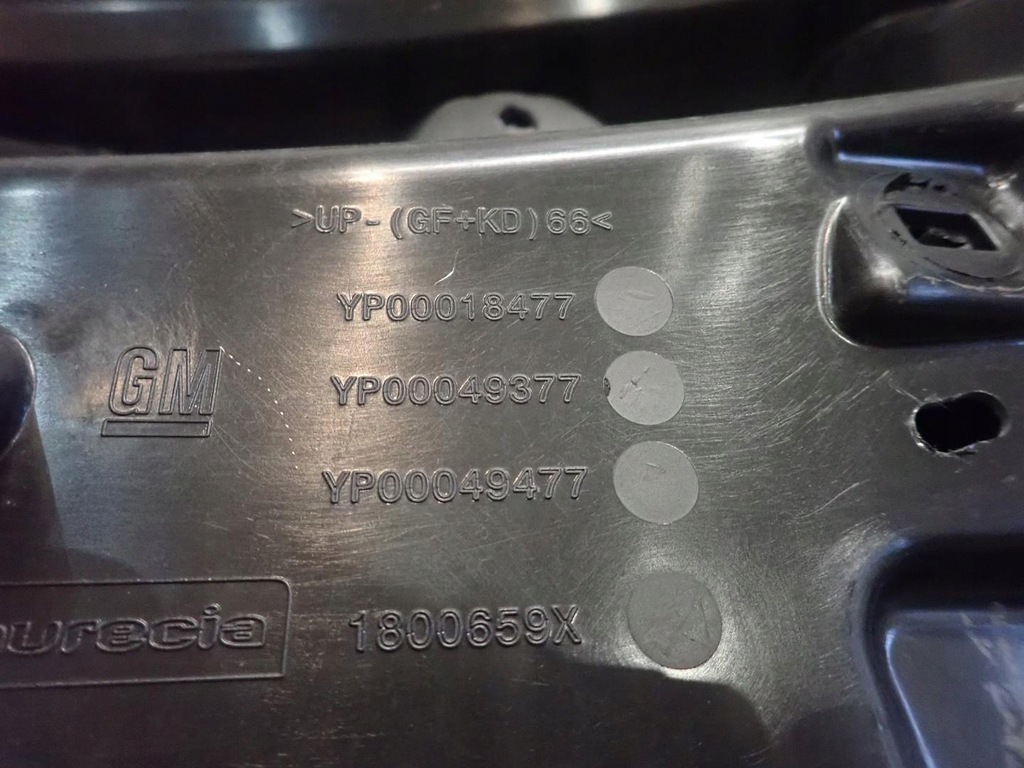 >UP-(GF+KD)66<
YP00018477
GM
YP00049377
YP00049477
urecia
1800659X